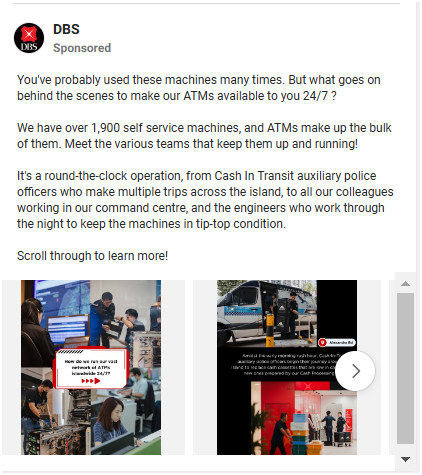 DBS
Sponsored
DBS
You've probably used these machines many times. But what goes on
behind the scenes to make our ATMs available to you 24/7 ?
We have over 1,900 self service machines, and ATMs make up the bulk
of them. Meet the various teams that keep them up and running!
It's a round-the-clock operation, from Cash In Transit auxiliary police
officers who make multiple trips across the island, to all our colleagues
working in our command centre, and the engineers who work through
the night to keep the machines in tip-top condition.
Scroll through to learn more!
How do we run our vast
network of ATMs
islandwide 24/7?
Alexandra Rd
Amidst the early morning rush hour, Cash In
auxiliary police officers begin their journey
island to replace cash cassettes that are low in
new ones prepared by our Cash Processing